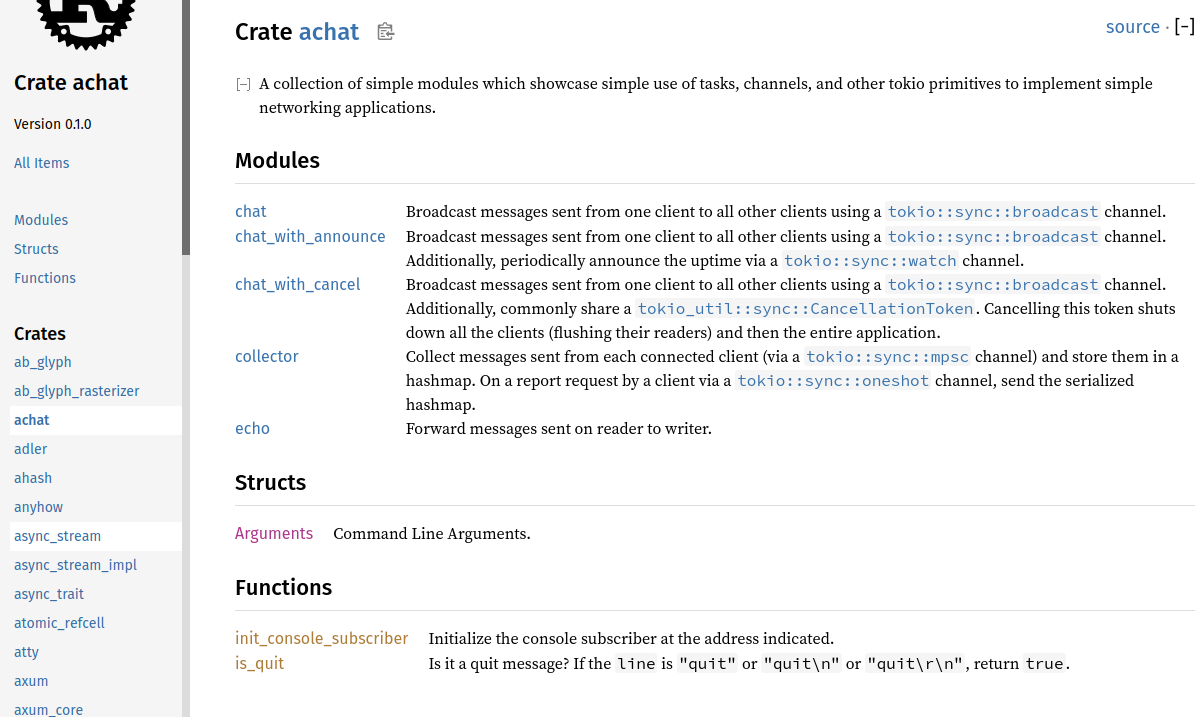 Crate achat
Version 0.1.0
All Items
Modules
Structs
Functions
Crates
ab_glyph
ab_glyph_rasterizer
achat
adler
ahash
anyhow
async_stream
async_stream_impl
async_trait
atomic_refcell
atty
axum
axum_core
Crate achat
source · [−]
[−] A collection of simple modules which showcase simple use of tasks, channels, and other tokio primitives to implement simple
networking applications.
Modules
chat Broadcast messages sent from one client to all other clients using a tokio::sync::broadcast channel.
chat_with_announce Broadcast messages sent from one client to all other clients using a tokio::sync::broadcast channel.
Additionally, periodically announce the uptime via a tokio::sync::watch channel.
chat_with_cancel Broadcast messages sent from one client to all other clients using a tokio::sync::broadcast channel.
Additionally, commonly share a tokio_util::sync::CancellationToken. Cancelling this token shuts
down all the clients (flushing their readers) and then the entire application.
collector Collect messages sent from each connected client (via a tokio::sync::mpsc channel) and store them in a
hashmap. On a report request by a client via a tokio::sync::oneshot channel, send the serialized
hashmap.
echo Forward messages sent on reader to writer.
Structs
Arguments Command Line Arguments.
Functions
init_console_subscriber Initialize the console subscriber at the address indicated.
is_quit Is it a quit message? If the line is "quit" or "quit\n" or "quit\r\n", return true.